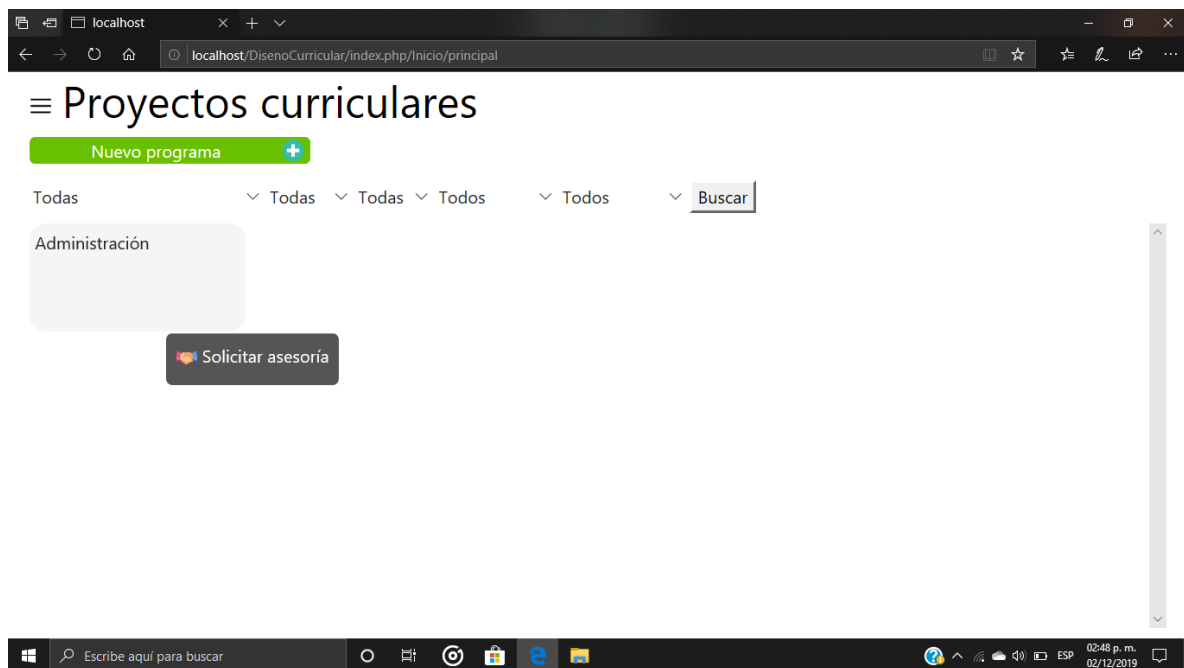 localhost
localhost/DisenoCurricular/index.php/Inicio/principal
Proyectos curriculares
Nuevo programa
Todas Todas Todas Todos Todos Buscar
Administración
Solicitar asesoría
Escribe aquí para buscar
ESP
02:48 p. m.
02/12/2019